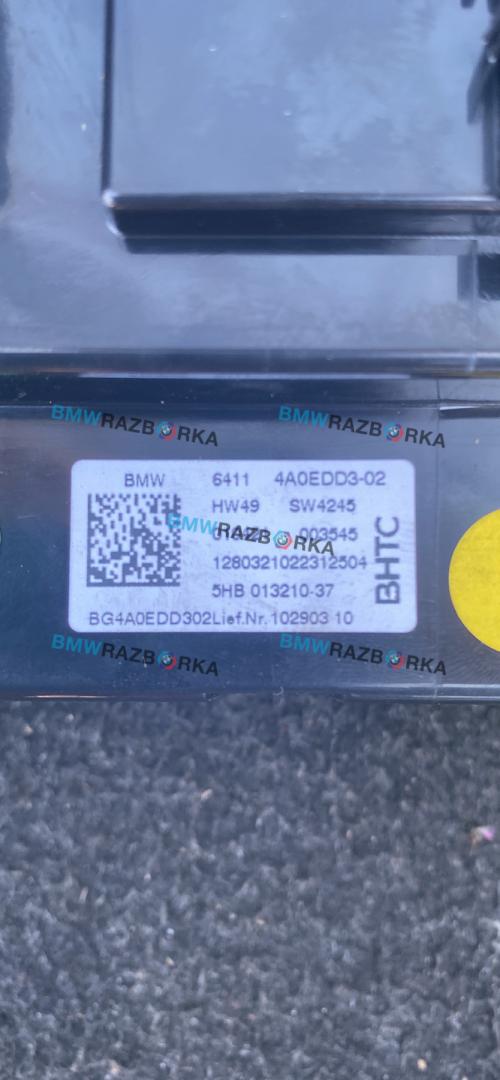 BMWRAZBORKA BMWRAZBORKA
BMW 6411 4A0EDD3-02
HW49 SW4245
BMWRAZBORKA 003545
1280321022312504
5HB 013210-37
BHTC
BG4A0EDD302Lief.Nr.102903 10
BMWRAZBORKA BMWRAZBORKA